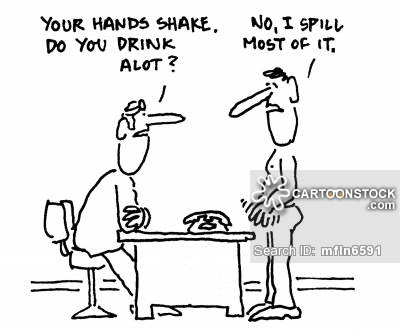 YOUR HANDS SHAKE.
DO YOU DRINK
ALOT?
NO, I SPILL
MOST OF IT.
CARTOONSTOCK
.com
Search ID: mfln6591